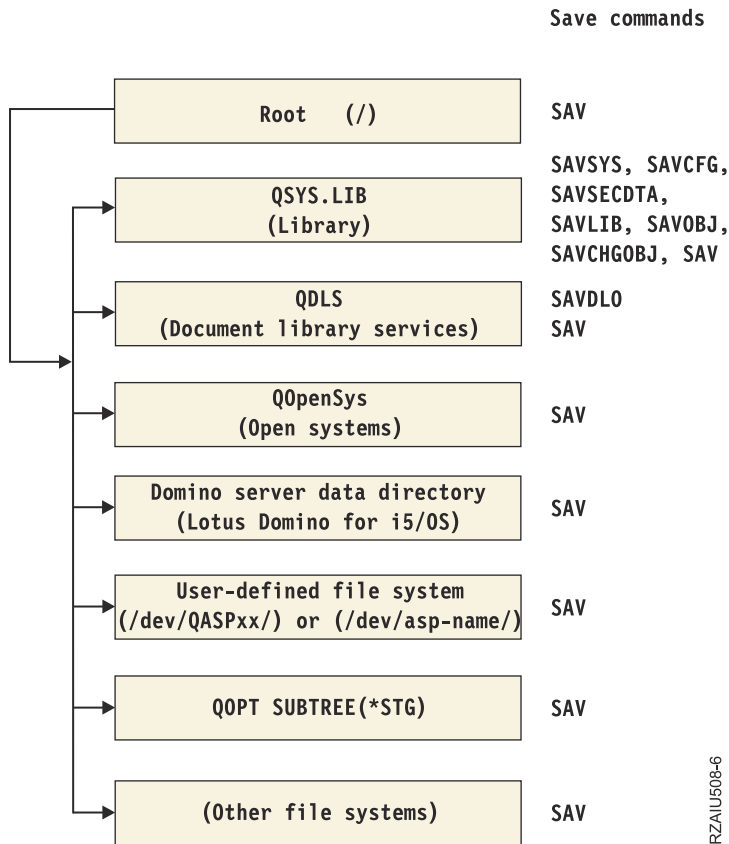 Save commands
Root (/)
SAV
QSYS.LIB
(Library)
SAVSYS, SAVCFG,
SAVSECDTA,
SAVLIB, SAVOBJ,
SAVCHGOBJ, SAV
QDLS
(Document library services)
SAVDLO
SAV
QOpenSys
(Open systems)
SAV
Domino server data directory
(Lotus Domino for i5/OS)
SAV
User-defined file system
(/dev/QASPxx/) or (/dev/asp-name/)
SAV
QOPT SUBTREE(*STG)
SAV
(Other file systems)
SAV
RZAIU508-6